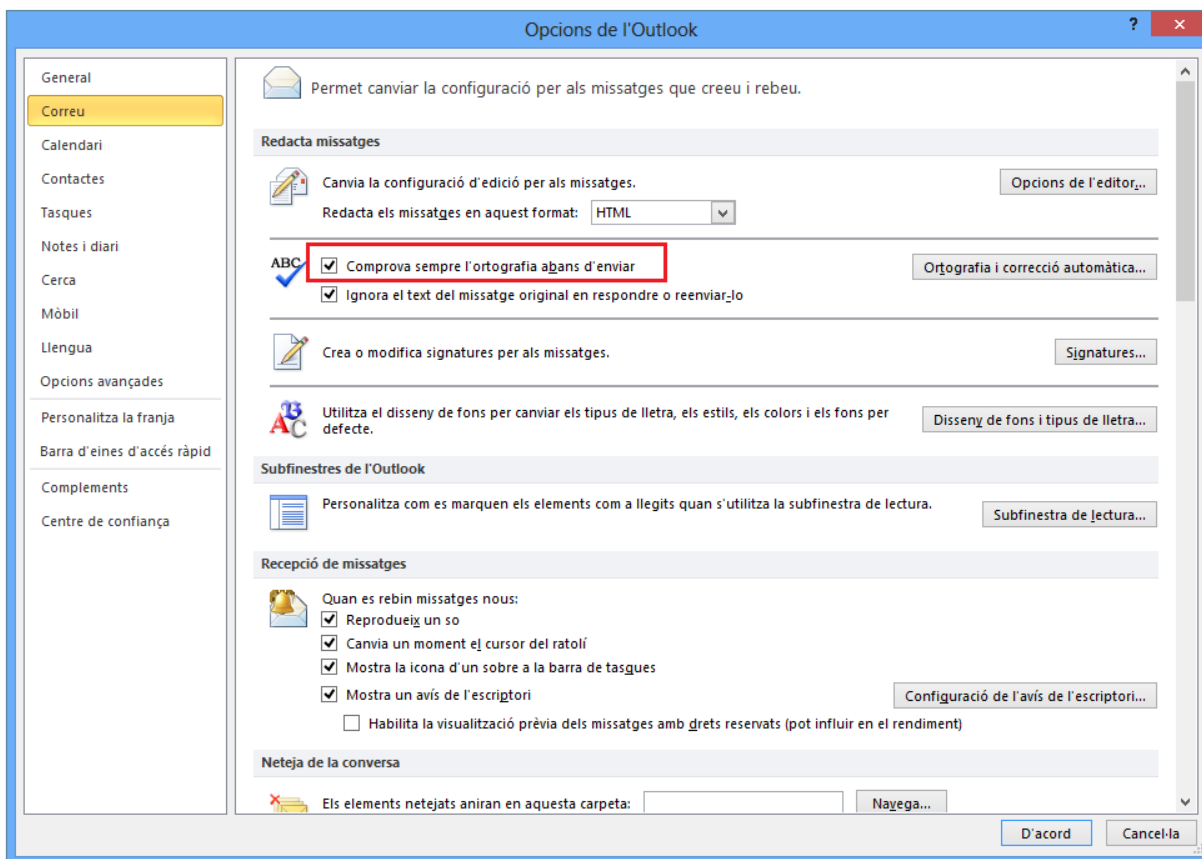 Opcions de l'Outlook
?
General
Correu
Calendari
Contactes
Tasques
Notes i diari
Cerca
Mòbil
Llengua
Opcions avançades
Personalitza la franja
Barra d'eines d'accés ràpid
Complements
Centre de confiança
Permet canviar la configuració per als missatges que creeu i rebeu.
Redacta missatges
Canvia la configuració d'edició per als missatges.
Opcions de l'editor...
Redacta els missatges en aquest format: HTML
ABC
Comprova sempre l'ortografia abans d'enviar
Ortografia i correcció automàtica...
Ignora el text del missatge original en respondre o reenviar-lo
Crea o modifica signatures per als missatges.
Signatures...
Utilitza el disseny de fons per canviar els tipus de lletra, els estils, els colors i els fons per
defecte.
Disseny de fons i tipus de lletra...
Subfinestres de l'Outlook
Personalitza com es marquen els elements com a llegits quan s'utilitza la subfinestra de lectura.
Subfinestra de lectura...
Recepció de missatges
Quan es rebin missatges nous:
Reprodueix un so
Canvia un moment el cursor del ratolí
Mostra la icona d'un sobre a la barra de tasques
Mostra un avís de l'escriptori
Configuració de l'avís de l'escriptori...
Habilita la visualització prèvia dels missatges amb drets reservats (pot influir en el rendiment)
Neteja de la conversa
Els elements netejats aniran en aquesta carpeta:
Navega...
D'acord
Cancel·la